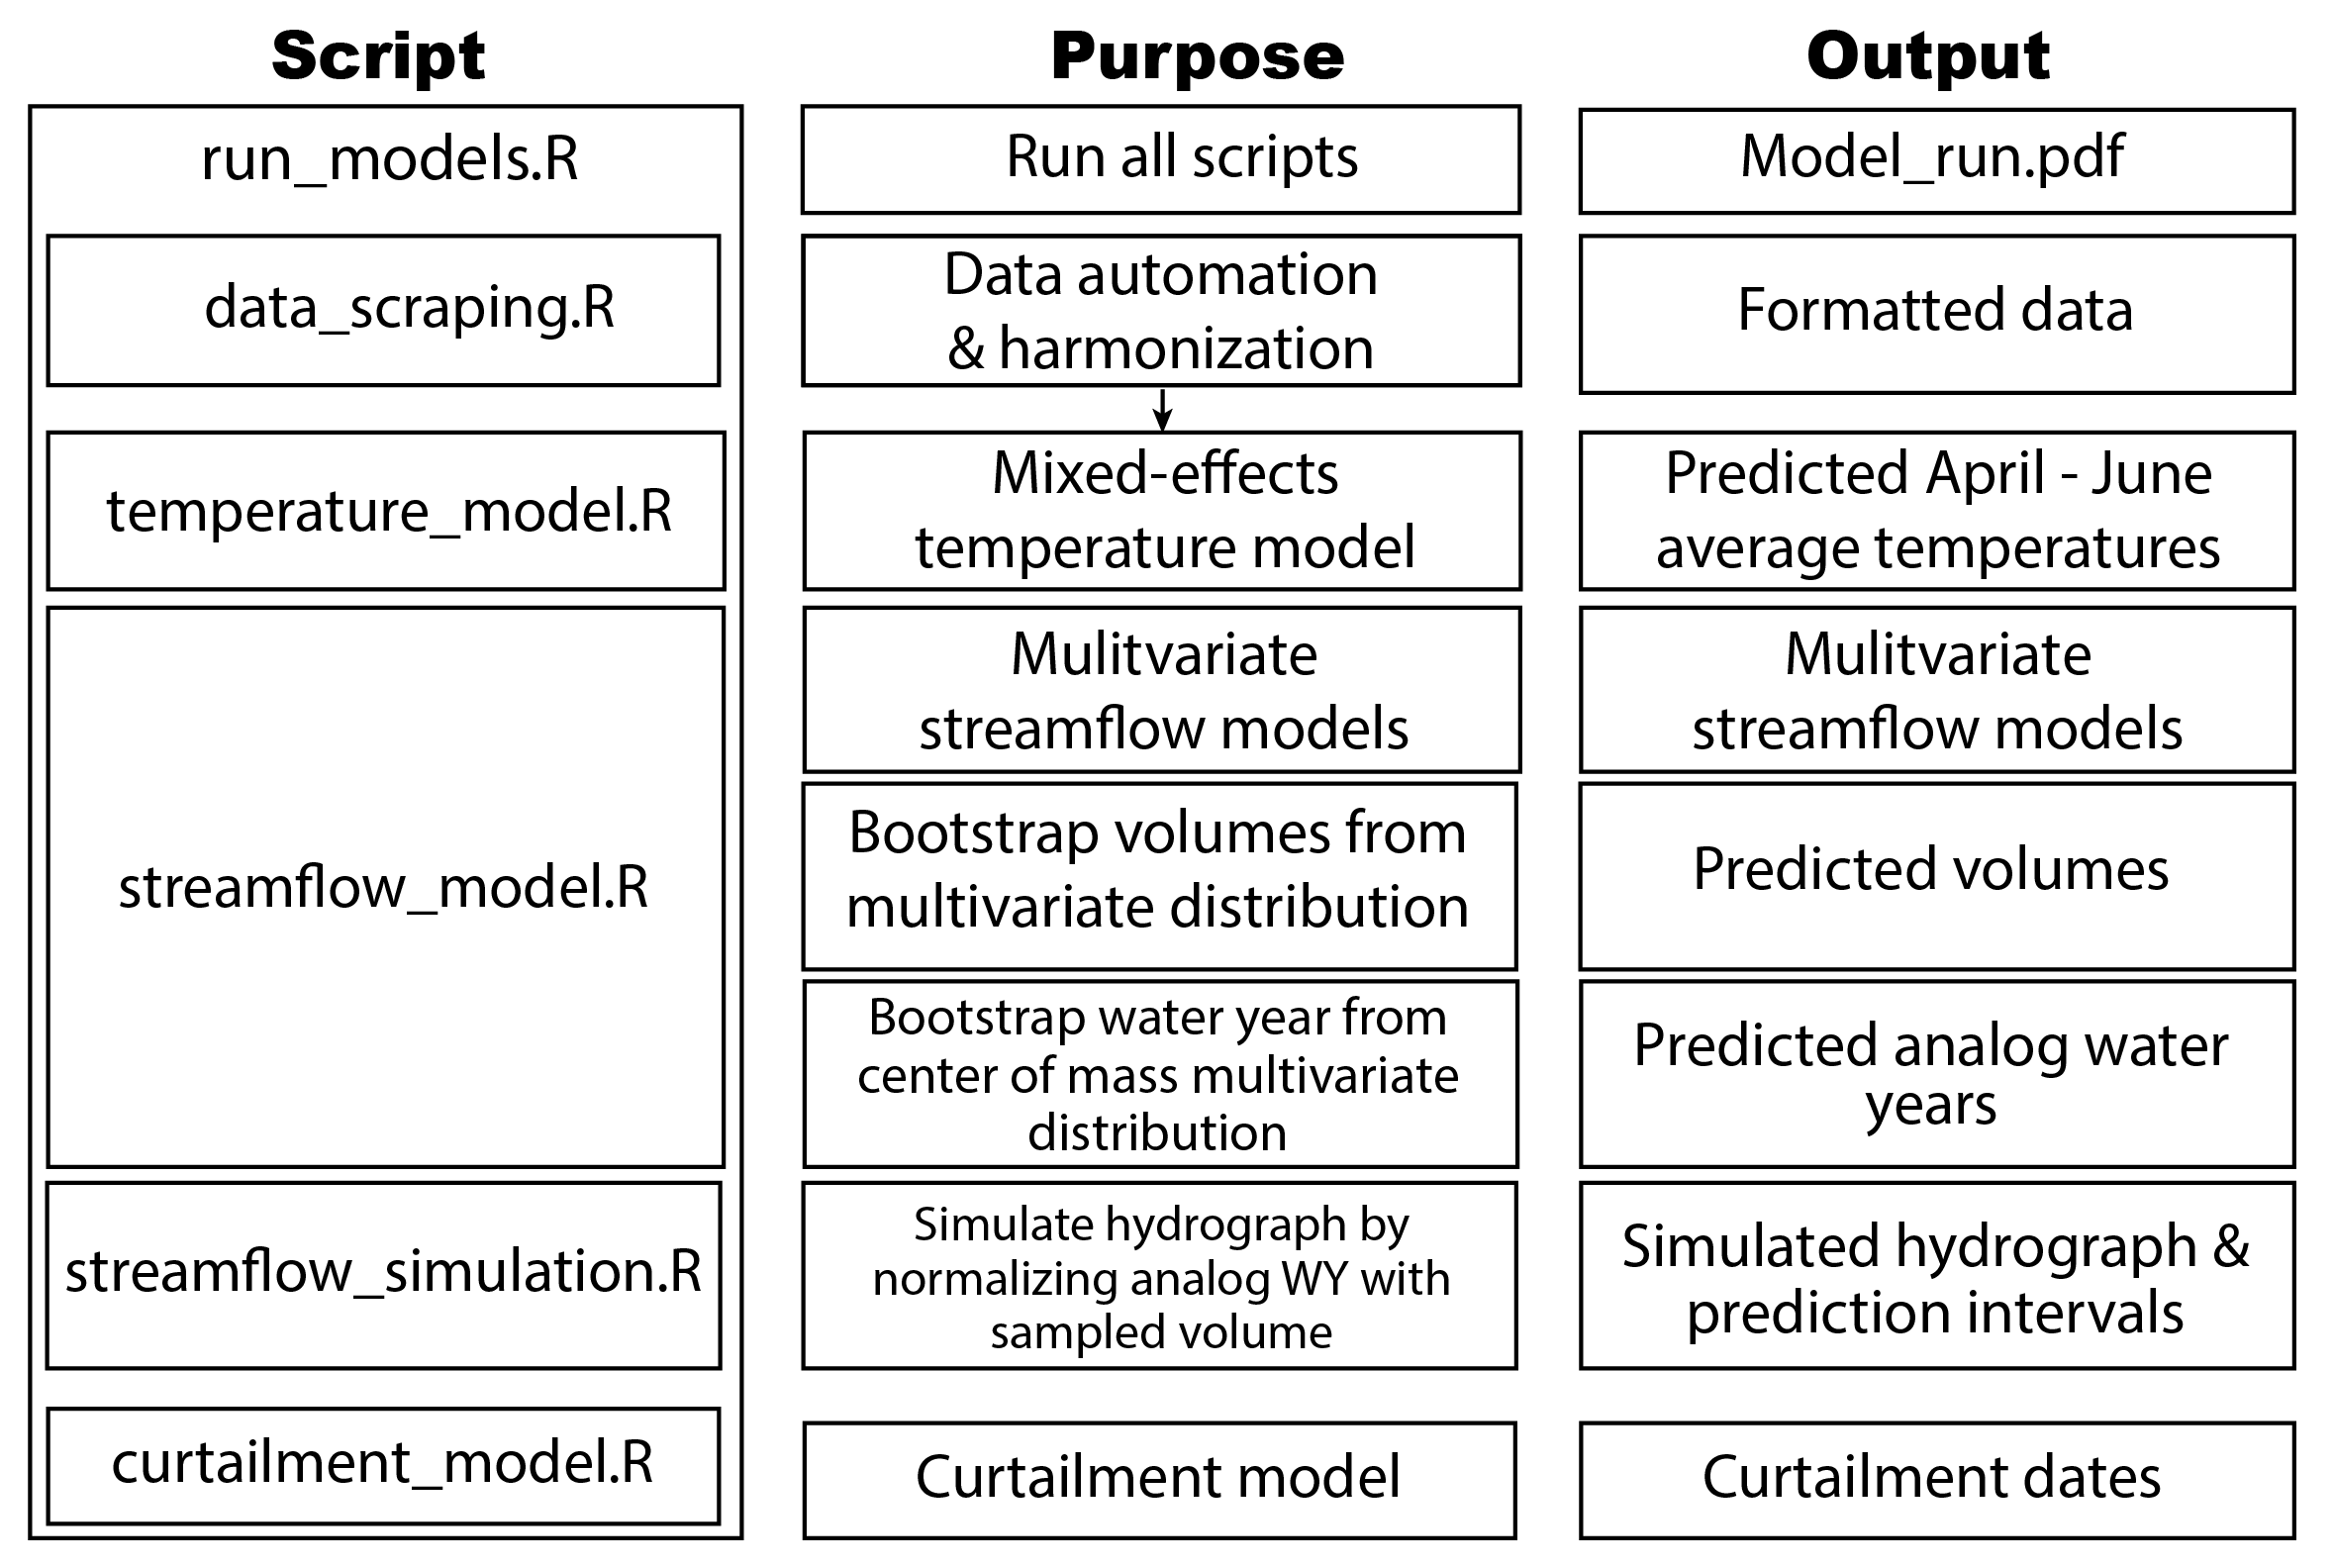 Script
Purpose
Output
run_models.R
Run all scripts
Model_run.pdf
data_scraping.R
Data automation
& harmonization
Formatted data
temperature_model.R
Mixed-effects
temperature model
Predicted April - June
average temperatures
streamflow_model.R
Mulitvariate
streamflow models
Mulitvariate
streamflow models
Bootstrap volumes from
multivariate distribution
Predicted volumes
Bootstrap water year from
center of mass multivariate
distribution
Predicted analog water
years
streamflow_simulation.R
Simulate hydrograph by
normalizing analog WY with
sampled volume
Simulated hydrograph &
prediction intervals
curtailment_model.R
Curtailment model
Curtailment dates